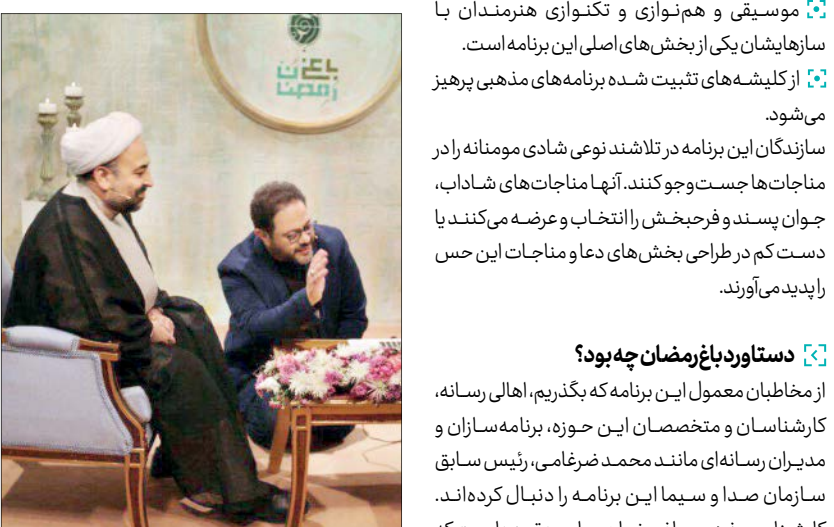 موسیقی و هم‌نوازی و تکنوازی هنرمندان با
سازهایشان یکی از بخش‌های اصلی این برنامه است.
از کلیشه‌های تثبیت شده برنامه‌های مذهبی پرهیز
می‌شود.
سازندگان این برنامه در تلاشند نوعی شادی مومنانه را در
مناجات‌ها جست‌وجو کنند. آنها مناجات‌های شاداب،
جوان پسند و فرحبخش را انتخاب و عرضه می‌کنند یا
دست کم در طراحی بخش‌های دعا و مناجات این حس
را پدید می‌آورند.
دستاورد باغ رمضان چه بود؟
از مخاطبان معمول این برنامه که بگذریم، اهالی رسانه،
کارشناسان و متخصصان این حوزه، برنامه‌سازان و
مدیران رسانه‌ای مانند محمد ضرغامی، رئیس سابق
سازمان صدا و سیما این برنامه را دنبال کرده‌اند.
باغ
رمضان